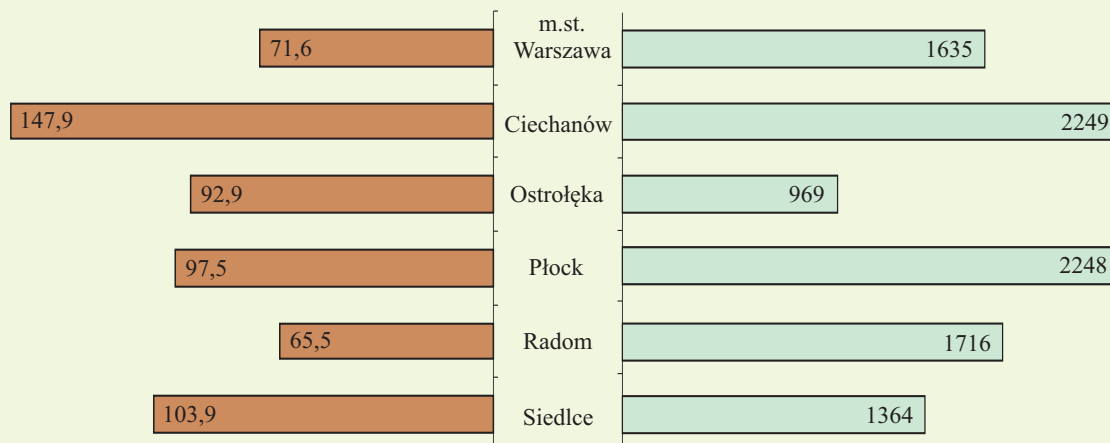 m.st.
71,6 Warszawa 1635
147,9 Ciechanów 2249
92,9 Ostrołęka 969
97,5 Płock 2248
65,5 Radom 1716
103,9 Siedlce 1364